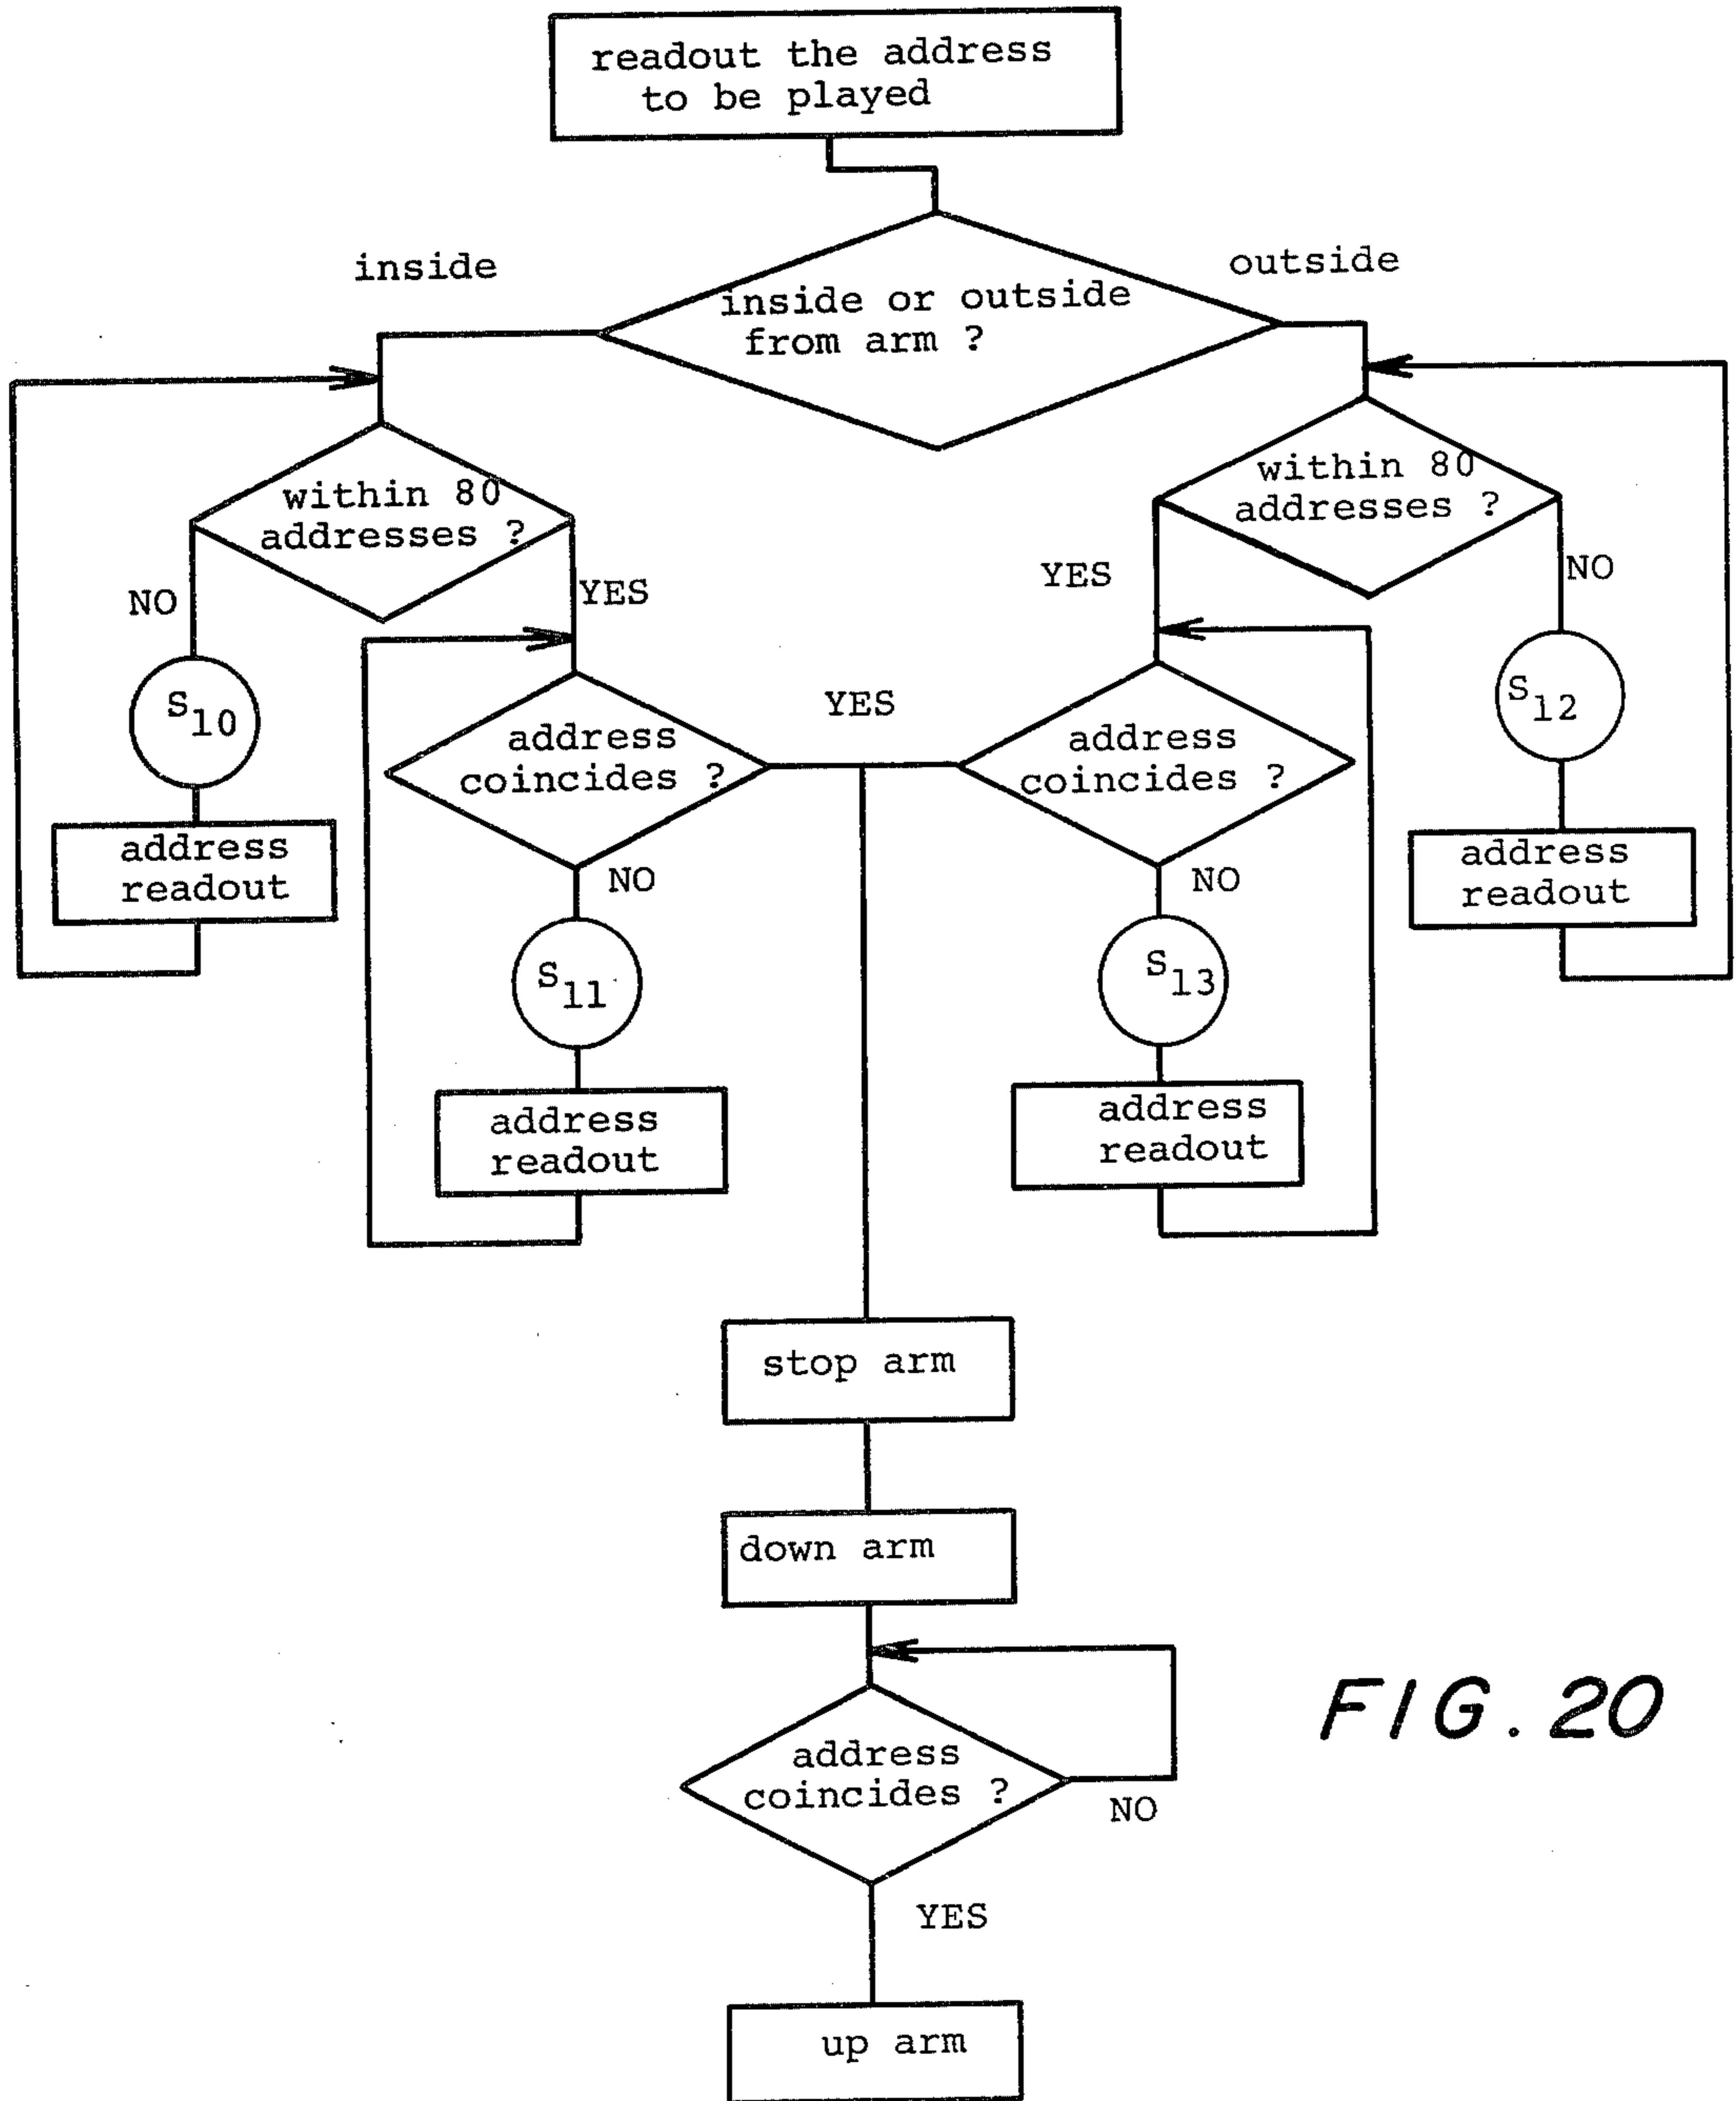 readout the address
to be played
inside
outside
inside or outside
from arm ?
within 80
addresses ?
within 80
addresses ?
NO
YES
YES
NO
S10
YES
S12
address
coincides ?
address
coincides ?
address
readout
NO
NO
address
readout
S11
S13
address
readout
address
readout
stop arm
down arm
address
coincides ?
NO
YES
up arm
FIG. 20